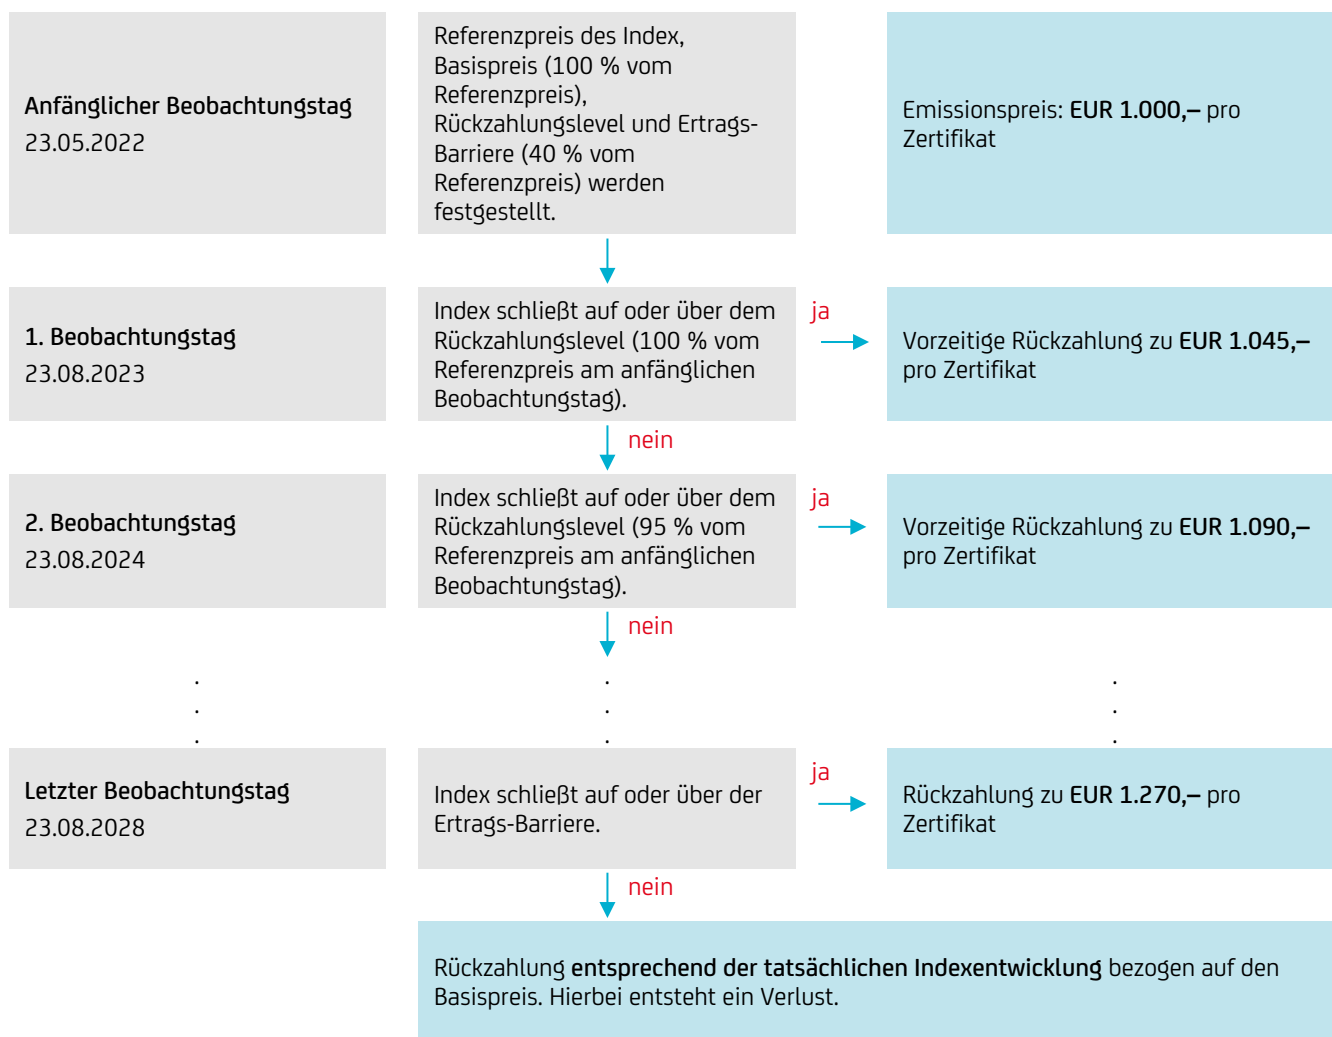 Anfänglicher Beobachtungstag
23.05.2022
Referenzpreis des Index,
Basispreis (100 % vom
Referenzpreis),
Rückzahlungslevel und Ertrags-
Barriere (40 % vom
Referenzpreis) werden
festgestellt.
Emissionspreis: EUR 1.000,– pro
Zertifikat
1. Beobachtungstag
23.08.2023
Index schließt auf oder über dem
Rückzahlungslevel (100 % vom
Referenzpreis am anfänglichen
Beobachtungstag).
ja
Vorzeitige Rückzahlung zu EUR 1.045,–
pro Zertifikat
nein
2. Beobachtungstag
23.08.2024
Index schließt auf oder über dem
Rückzahlungslevel (95 % vom
Referenzpreis am anfänglichen
Beobachtungstag).
ja
Vorzeitige Rückzahlung zu EUR 1.090,–
pro Zertifikat
nein
. . .
. . .
. . .
Letzter Beobachtungstag
23.08.2028
Index schließt auf oder über der
Ertrags-Barriere.
ja
Rückzahlung zu EUR 1.270,– pro
Zertifikat
nein
Rückzahlung entsprechend der tatsächlichen Indexentwicklung bezogen auf den
Basispreis. Hierbei entsteht ein Verlust.